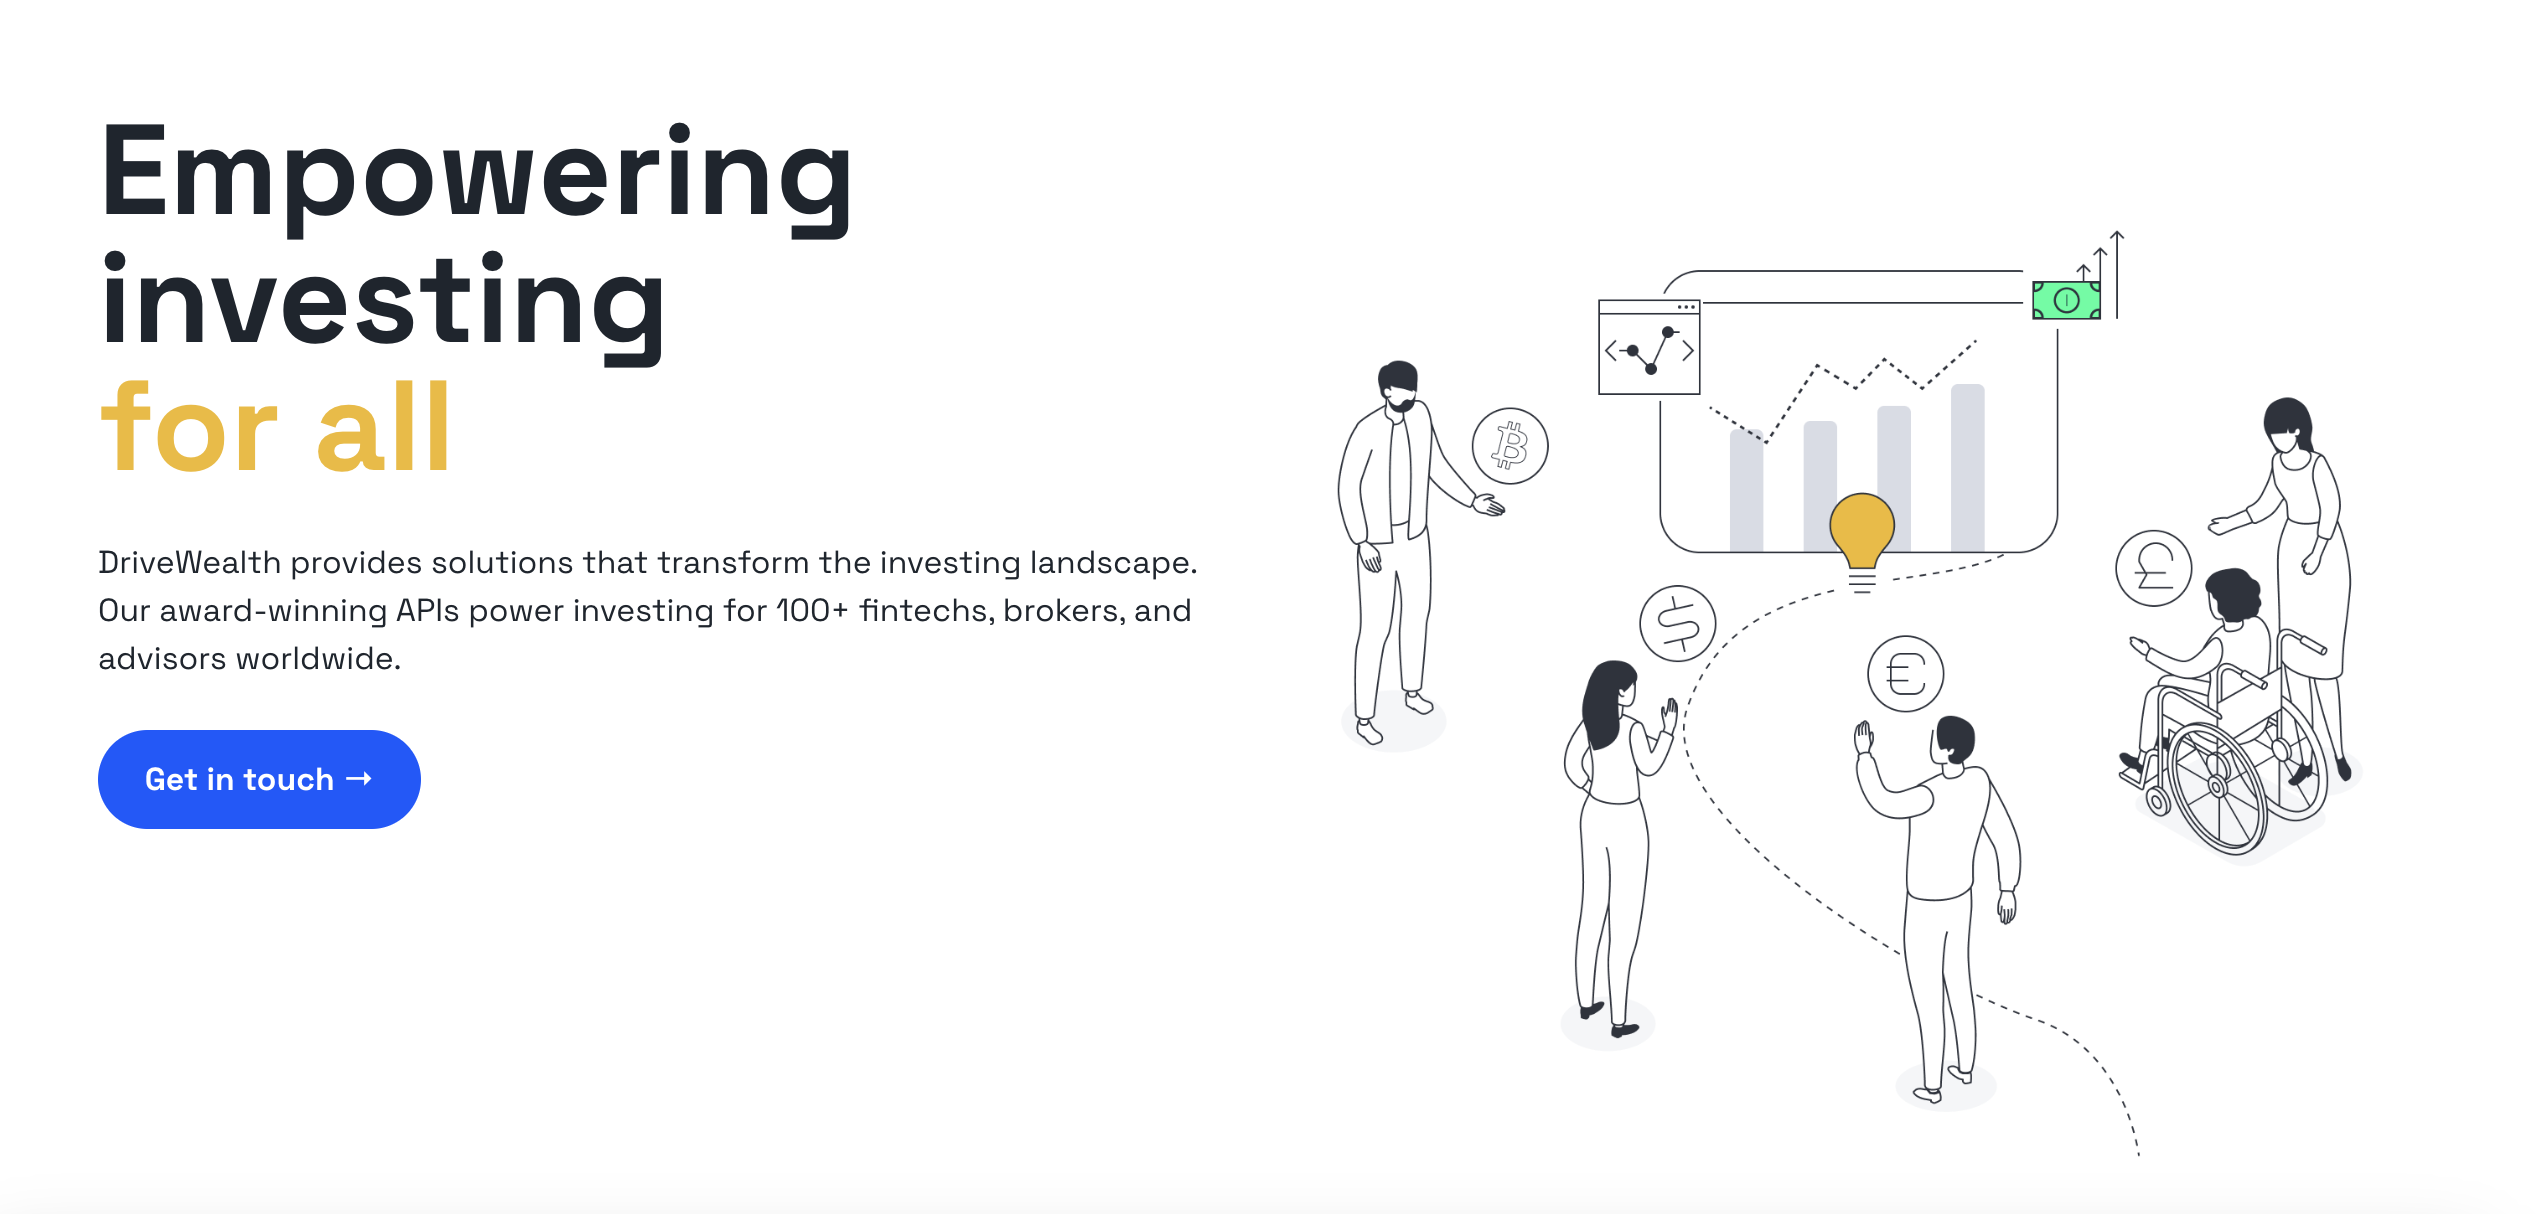 Empowering
investing
for all
DriveWealth provides solutions that transform the investing landscape.
Our award-winning APIs power investing for 100+ fintechs, brokers, and
advisors worldwide.
Get in touch →